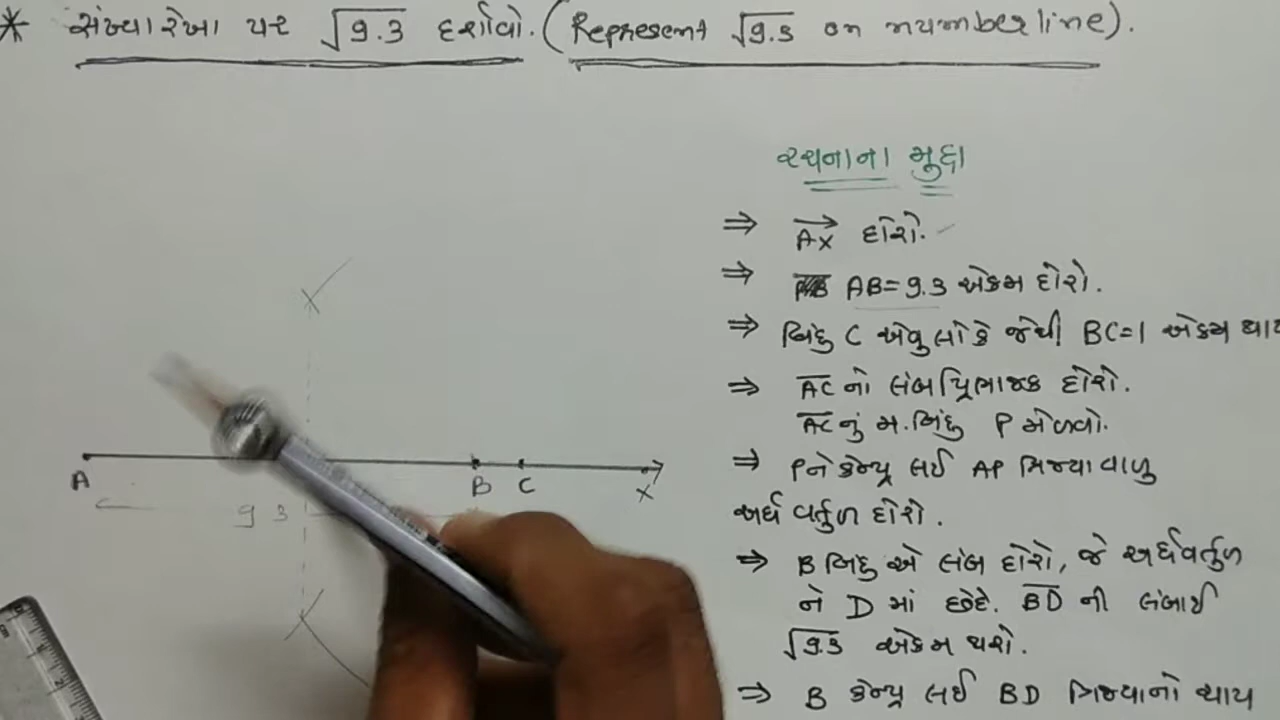 * સંખ્યારેખા પર √9.3 દર્શાવો. (Represent √9.3 on number line).
રચનાના મુદ્દા
⇒ AX દોરો.
⇒ AB = 9.3 એકમ દોરો.
⇒ બિંદુ C એવુ લો કે જેથી BC=1 એકમ થાય
⇒ AC નો લંબદ્વિભાજક દોરો.
AC નું મ.બિંદુ P મેળવો.
⇒ P ને કેન્દ્ર લઈ AP ત્રિજ્યા વાળુ
અર્ધ વર્તુળ દોરો.
⇒ B બિંદુ એ લંબ દોરો, જે અર્ધવર્તુળ
ને D માં છેદે. BD ની લંબાઈ
√9.3 એકમ થશે.
⇒ B કેન્દ્ર લઈ BD ત્રિજ્યાનો ચાપ
A B C X
9 3